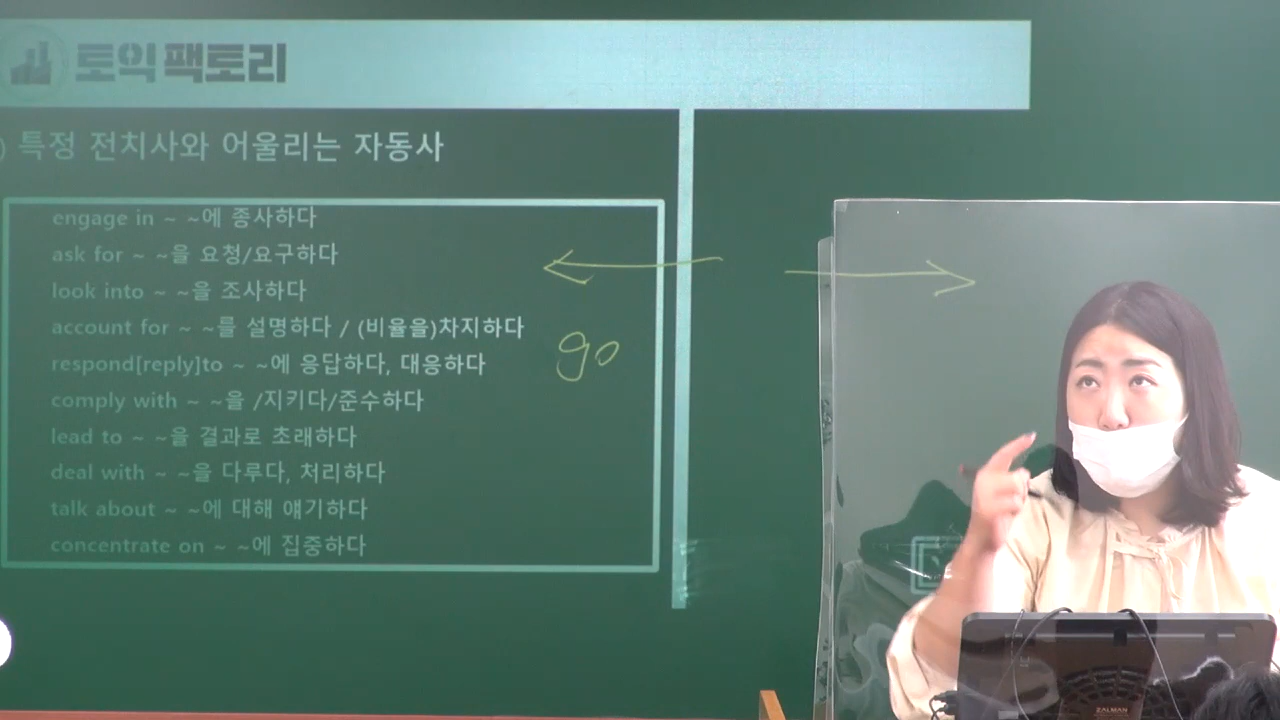 토익 팩토리
) 특정 전치사와 어울리는 자동사
engage in ~ ~에 종사하다
ask for ~ ~을 요청/요구하다
look into ~ ~을 조사하다
account for ~ ~를 설명하다 / (비율을)차지하다
respond[reply]to ~ ~에 응답하다, 대응하다
comply with ~ ~을 /지키다/준수하다
lead to ~ ~을 결과로 초래하다
deal with ~ ~을 다루다, 처리하다
talk about ~ ~에 대해 얘기하다
concentrate on ~ ~에 집중하다
go
ZALMAN